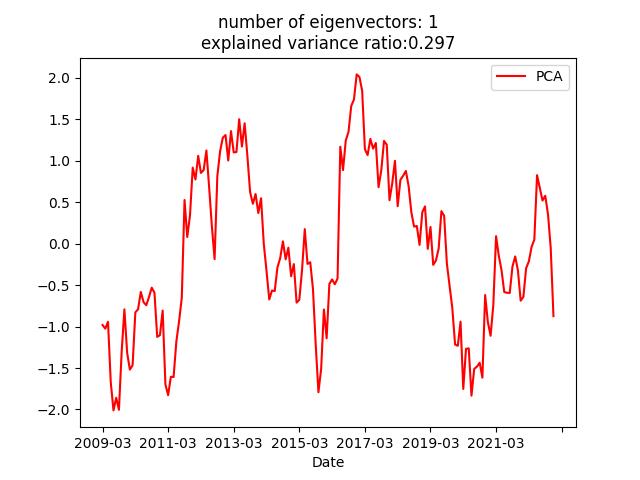 number of eigenvectors: 1
explained variance ratio:0.297
PCA
2.0
1.5
1.0
0.5
0.0
−0.5
−1.0
−1.5
−2.0
2009-03 2011-03 2013-03 2015-03 2017-03 2019-03 2021-03
Date